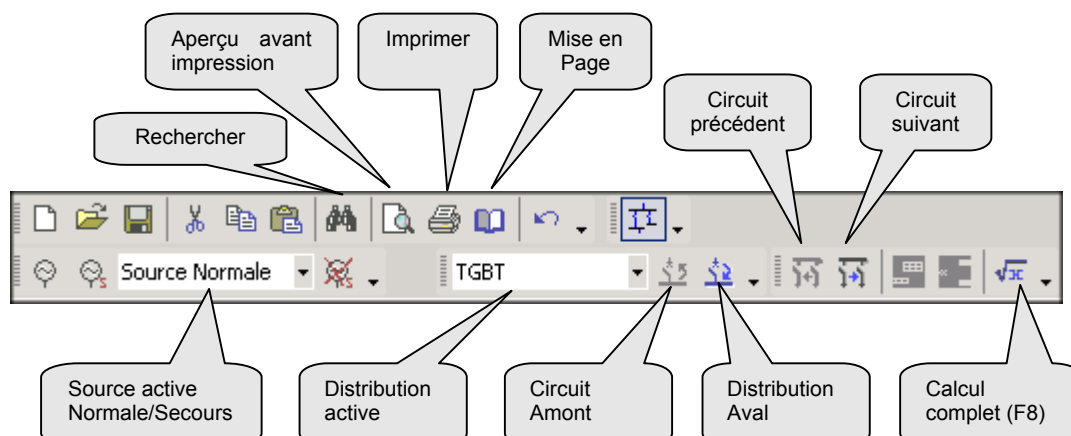 Aperçu avant
impression
Imprimer
Mise en
Page
Circuit
précédent
Circuit
suivant
Rechercher
Source Normale
TGBT
Source active
Normale/Secours
Distribution
active
Circuit
Amont
Distribution
Aval
Calcul
complet (F8)